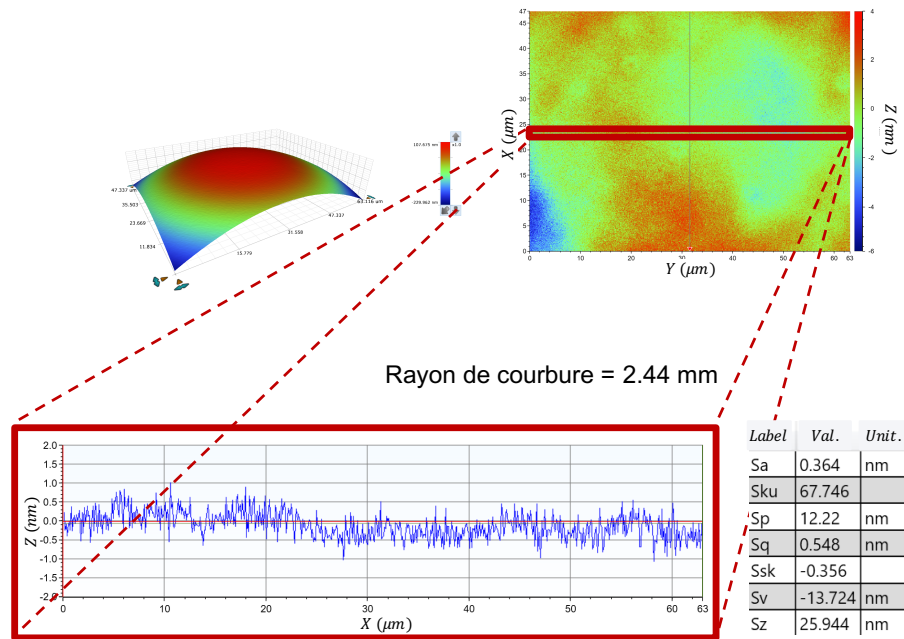 47
45
40
35
30
25
20
15
10
5
0
X (μm)
0
10
20
30
40
50
60
63
Y (μm)
4
2
0
-2
-4
-6
Z (nm)
107.675 nm
x1.0
-239.962 nm
47.337 μm
35.503
23.669
11.834
15.779
31.558
47.337
63.116 μm
Rayon de courbure = 2.44 mm
2.0
1.5
1.0
0.5
0.0
-0.5
-1.0
-1.5
-2.0
Z (nm)
0
10
20
30
40
50
63
X (μm)
Label Val. Unit.
Sa 0.364 nm
Sku 67.746
Sp 12.22 nm
Sq 0.548 nm
Ssk -0.356
Sv -13.724 nm
Sz 25.944 nm